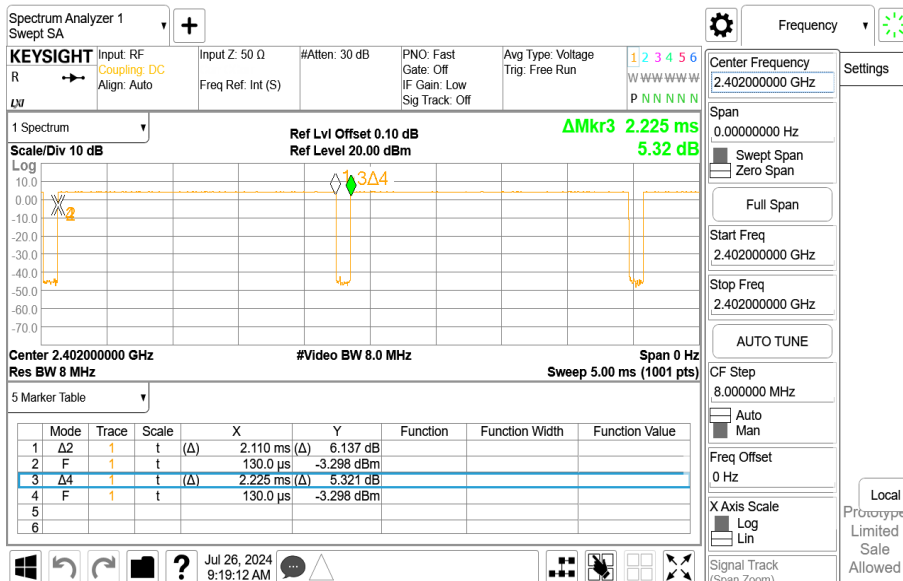 Spectrum Analyzer 1
Swept SA
Frequency
KEYSIGHT
R
LXI
Input: RF
Coupling: DC
Align: Auto
Input Z: 50 Ω
Freq Ref: Int (S)
#Atten: 30 dB
PNO: Fast
Gate: Off
IF Gain: Low
Sig Track: Off
Avg Type: Voltage
Trig: Free Run
1 2 3 4 5 6
W W W W W W
P N N N N N
Center Frequency
2.402000000 GHz
Settings
1 Spectrum
Scale/Div 10 dB
Ref Lvl Offset 0.10 dB
Ref Level 20.00 dBm
ΔMkr3 2.225 ms
5.32 dB
Log
10.0
0.00
-10.0
-20.0
-30.0
-40.0
-50.0
-60.0
-70.0
3Δ4
Center 2.402000000 GHz
Res BW 8 MHz
#Video BW 8.0 MHz
Span 0 Hz
Sweep 5.00 ms (1001 pts)
Span
0.00000000 Hz
Swept Span
Zero Span
Full Span
Start Freq
2.402000000 GHz
Stop Freq
2.402000000 GHz
AUTO TUNE
CF Step
8.000000 MHz
Auto
Man
Freq Offset
0 Hz
X Axis Scale
Log
Lin
Signal Track
(Span Zoom)
Local
Prototype
Limited
Sale
Allowed
5 Marker Table
Mode Trace Scale X Y Function Function Width Function Value
1 Δ2 1 t (Δ) 2.110 ms (Δ) 6.137 dB
2 F 1 t 130.0 μs -3.298 dBm
3 Δ4 1 t (Δ) 2.225 ms (Δ) 5.321 dB
4 F 1 t 130.0 μs -3.298 dBm
5
6
?
Jul 26, 2024
9:19:12 AM